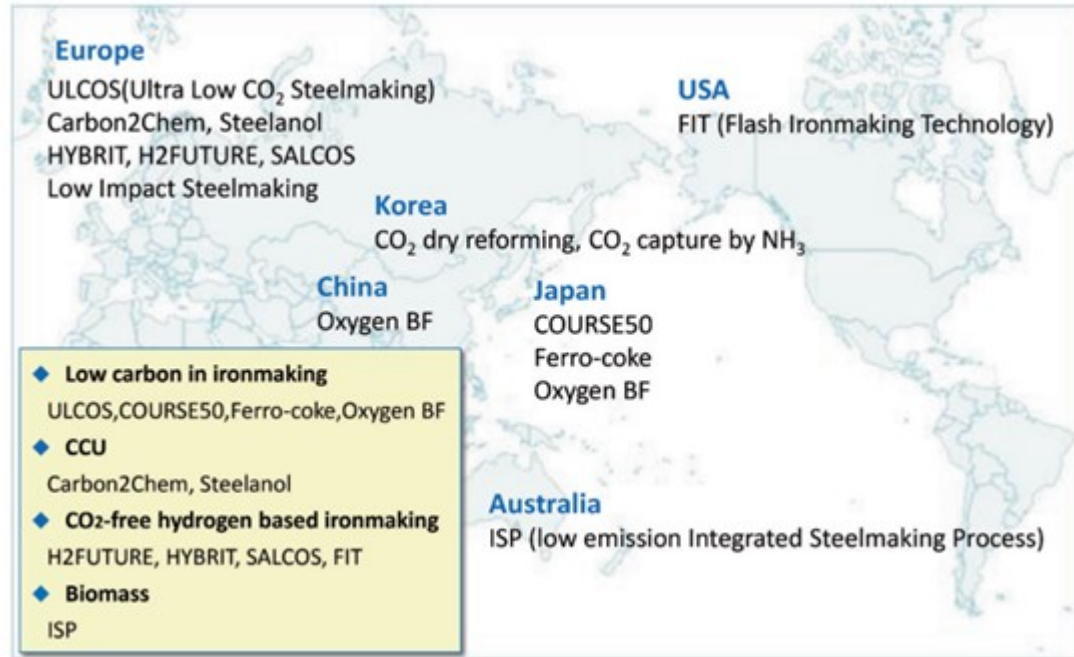 Europe
ULCOS(Ultra Low CO₂ Steelmaking)
Carbon2Chem, Steelanol
HYBRIT, H2FUTURE, SALCOS
Low Impact Steelmaking
USA
FIT (Flash Ironmaking Technology)
Korea
CO₂ dry reforming, CO₂ capture by NH₃
China
Oxygen BF
Japan
COURSE50
Ferro-coke
Oxygen BF
Australia
ISP (low emission Integrated Steelmaking Process)
◆ Low carbon in ironmaking
ULCOS,COURSE50,Ferro-coke,Oxygen BF
◆ CCU
Carbon2Chem, Steelanol
◆ CO₂-free hydrogen based ironmaking
H2FUTURE, HYBRIT, SALCOS, FIT
◆ Biomass
ISP